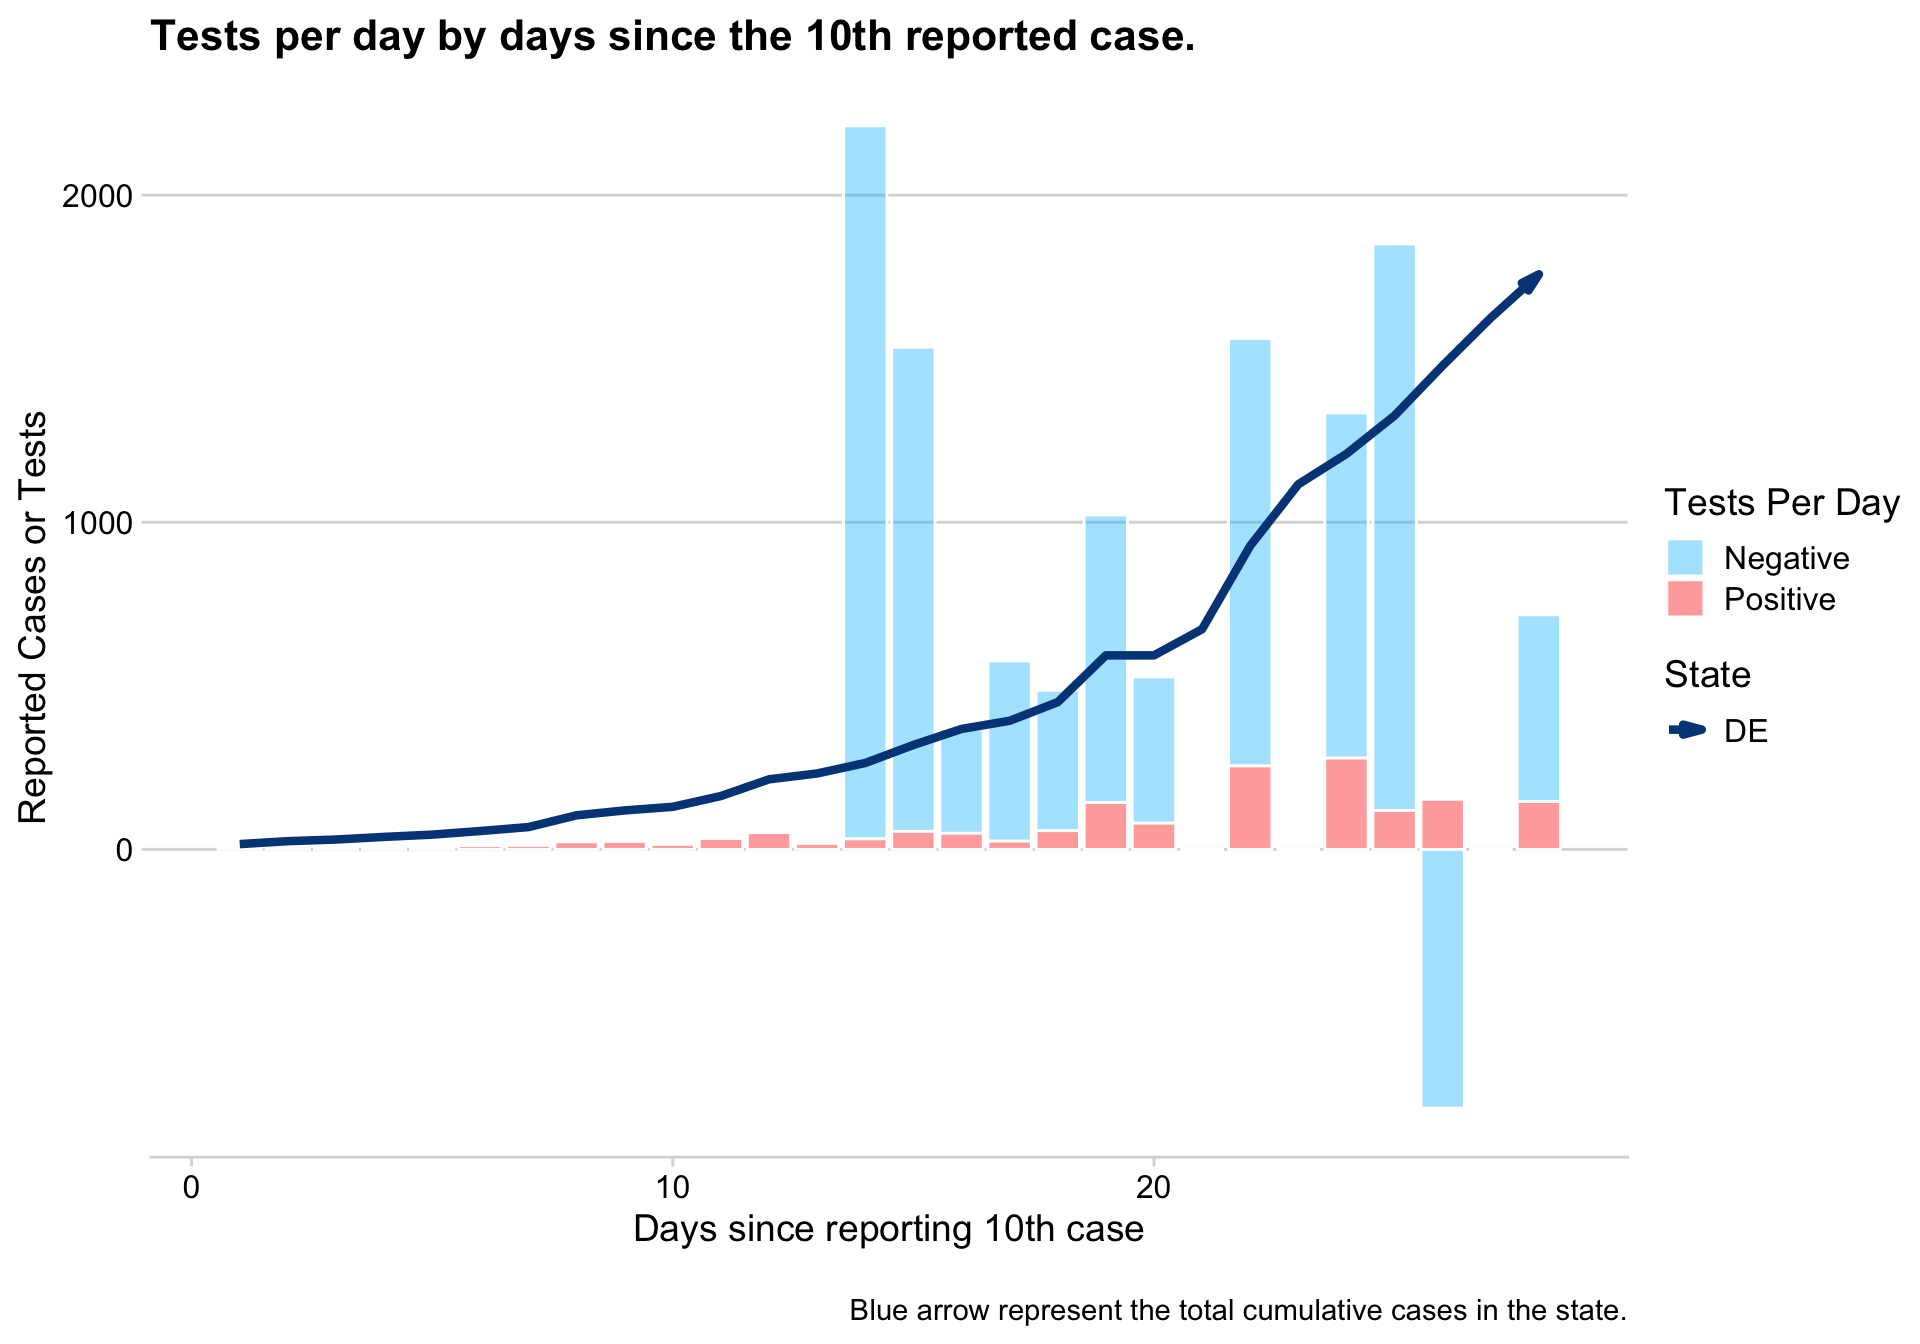 Tests per day by days since the 10th reported case.
2000
1000
0
Reported Cases or Tests
0
10
20
Days since reporting 10th case
Tests Per Day
Negative
Positive
State
DE
Blue arrow represent the total cumulative cases in the state.